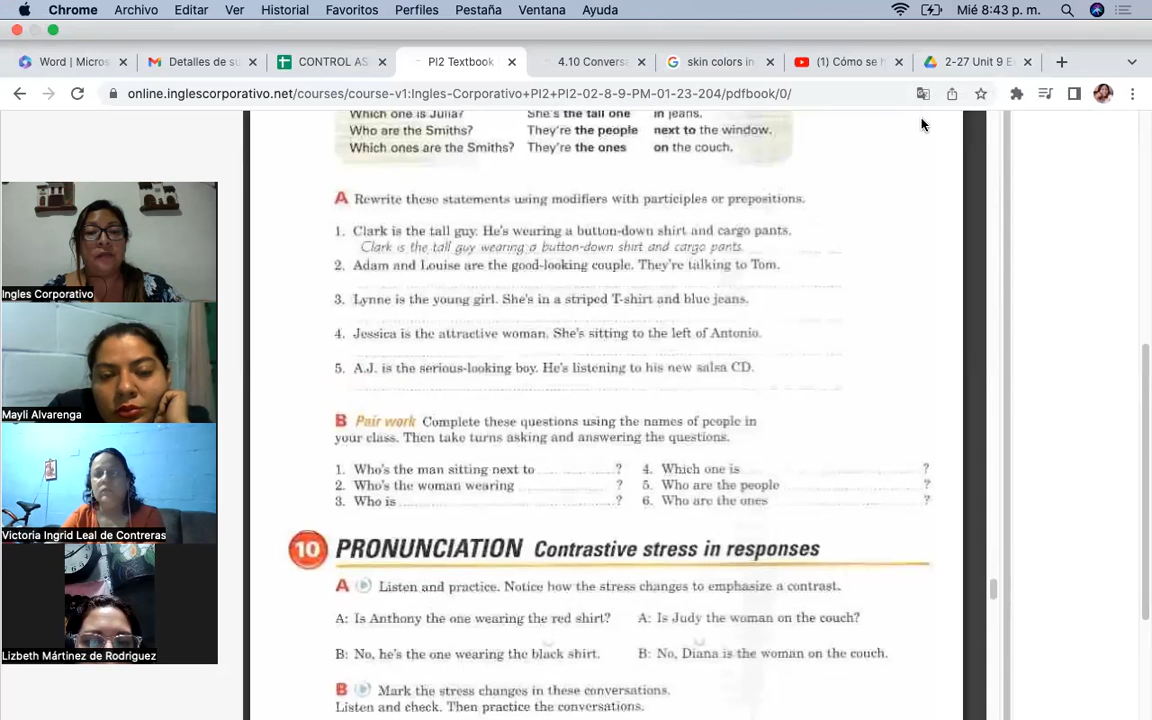 Chrome Archivo Editar Ver Historial Favoritos Perfiles Pestaña Ventana Ayuda Mié 8:43 p. m.
Word | Micros Detalles de su CONTROL AS PI2 Textbook 4.10 Conversa skin colors in (1) Cómo se h 2-27 Unit 9 E
online.inglescorporativo.net/courses/course-v1:Ingles-Corporativo+PI2+PI2-02-8-9-PM-01-23-204/pdfbook/0/
Which one is Julia? She's the tall one in jeans.
Who are the Smiths? They're the people next to the window.
Which ones are the Smiths? They're the ones on the couch.
A Rewrite these statements using modifiers with participles or prepositions.
1. Clark is the tall guy. He's wearing a button-down shirt and cargo pants.
Clark is the tall guy wearing a button-down shirt and cargo pants.
2. Adam and Louise are the good-looking couple. They're talking to Tom.
3. Lynne is the young girl. She's in a striped T-shirt and blue jeans.
4. Jessica is the attractive woman. She's sitting to the left of Antonio.
5. A.J. is the serious-looking boy. He's listening to his new salsa CD.
B Pair work Complete these questions using the names of people in
your class. Then take turns asking and answering the questions.
1. Who's the man sitting next to ? 4. Which one is ?
2. Who's the woman wearing ? 5. Who are the people ?
3. Who is ? 6. Who are the ones ?
10 PRONUNCIATION Contrastive stress in responses
A Listen and practice. Notice how the stress changes to emphasize a contrast.
A: Is Anthony the one wearing the red shirt? A: Is Judy the woman on the couch?
B: No, he's the one wearing the black shirt. B: No, Diana is the woman on the couch.
B Mark the stress changes in these conversations.
Listen and check. Then practice the conversations.
Ingles Corporativo
Mayli Alvarenga
Victoria Ingrid Leal de Contreras
Lizbeth Mártinez de Rodriguez